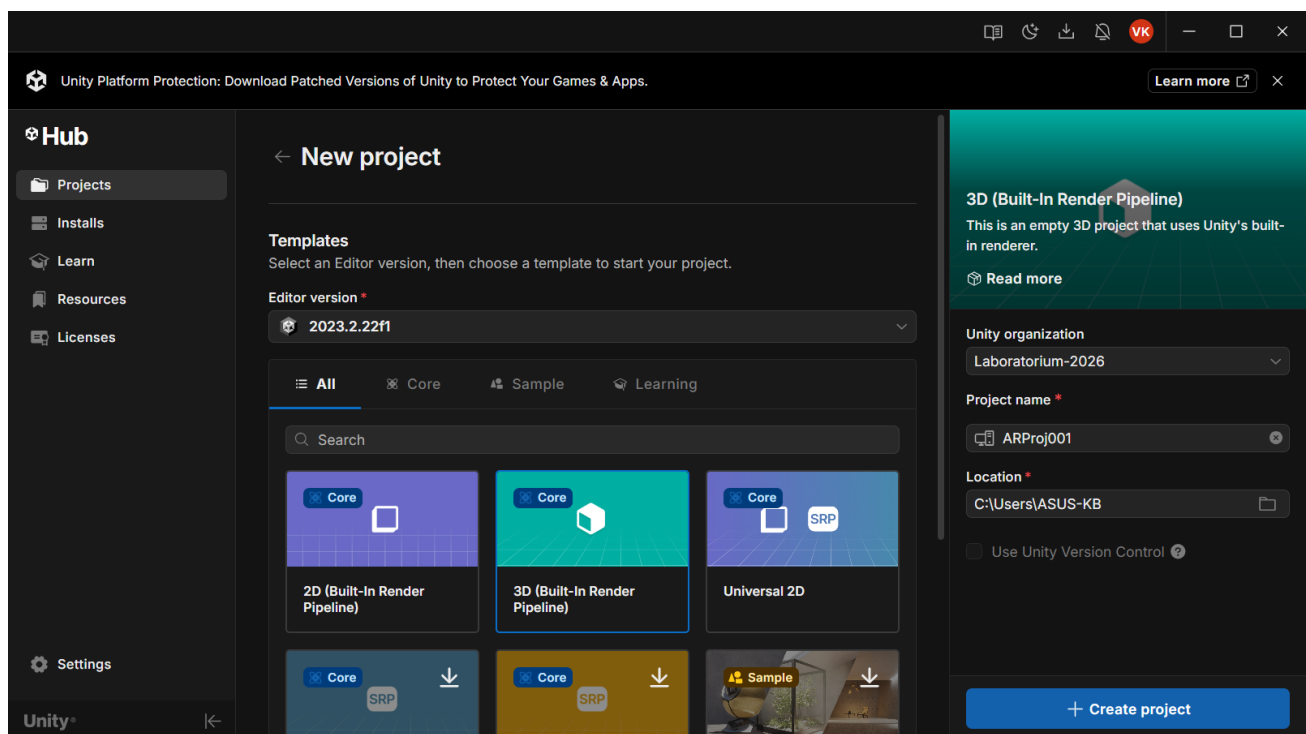 VK
Unity Platform Protection: Download Patched Versions of Unity to Protect Your Games & Apps.
Learn more
Hub
Projects
Installs
Learn
Resources
Licenses
Settings
Unity
New project
Templates
Select an Editor version, then choose a template to start your project.
Editor version *
2023.2.22f1
All
Core
Sample
Learning
Search
Core
2D (Built-In Render
Pipeline)
Core
3D (Built-In Render
Pipeline)
Core
SRP
Universal 2D
Core
SRP
Core
SRP
Sample
3D (Built-In Render Pipeline)
This is an empty 3D project that uses Unity's built-
in renderer.
Read more
Unity organization
Laboratorium-2026
Project name *
ARProj001
Location *
C:\Users\ASUS-KB
Use Unity Version Control ?
+ Create project